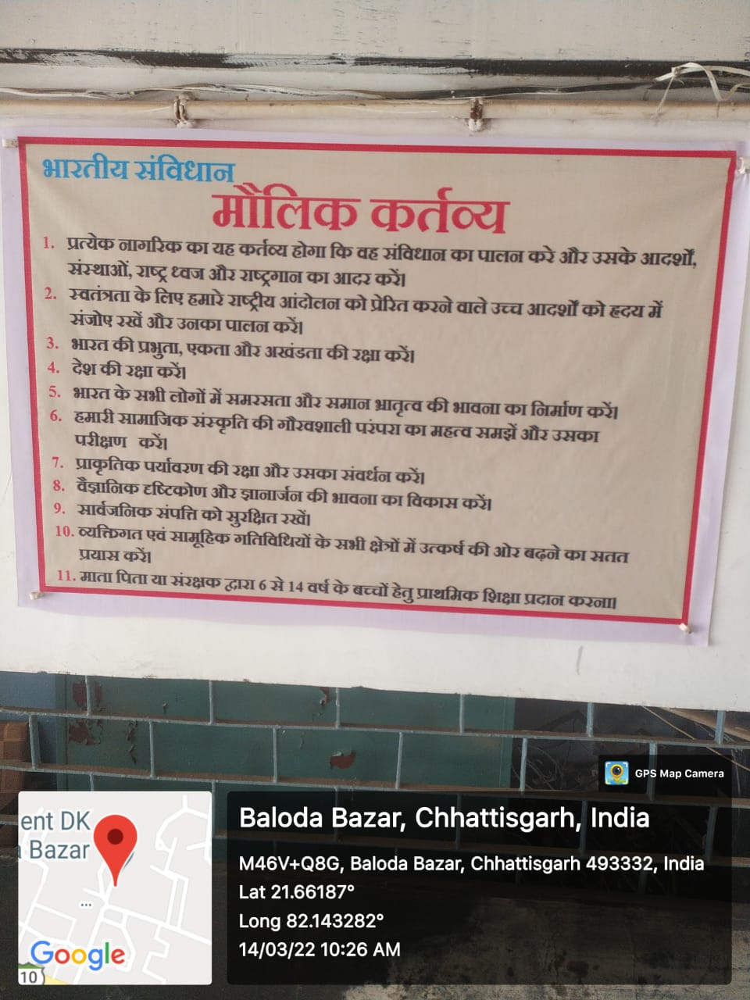 भारतीय संविधान
मौलिक कर्तव्य
1. प्रत्येक नागरिक का यह कर्तव्य होगा कि वह संविधान का पालन करे और उसके आदर्शों,
संस्थाओं, राष्ट्र ध्वज और राष्ट्रगान का आदर करें।
2. स्वतंत्रता के लिए हमारे राष्ट्रीय आंदोलन को प्रेरित करने वाले उच्च आदर्शों को हृदय में
संजोए रखें और उनका पालन करें।
3. भारत की प्रभुता, एकता और अखंडता की रक्षा करें।
4. देश की रक्षा करें।
5. भारत के सभी लोगों में समरसता और समान भ्रातृत्व की भावना का निर्माण करें।
6. हमारी सामाजिक संस्कृति की गौरवशाली परंपरा का महत्व समझें और उसका
परीक्षण करें।
7. प्राकृतिक पर्यावरण की रक्षा और उसका संवर्धन करें।
8. वैज्ञानिक दृष्टिकोण और ज्ञानार्जन की भावना का विकास करें।
9. सार्वजनिक संपत्ति को सुरक्षित रखें।
10. व्यक्तिगत एवं सामूहिक गतिविधियों के सभी क्षेत्रों में उत्कर्ष की ओर बढ़ने का सतत
प्रयास करें।
11. माता पिता या संरक्षक द्वारा 6 से 14 वर्ष के बच्चों हेतु प्राथमिक शिक्षा प्रदान करना।
GPS Map Camera
ent DK
Bazar
Google
10
Baloda Bazar, Chhattisgarh, India
M46V+Q8G, Baloda Bazar, Chhattisgarh 493332, India
Lat 21.66187°
Long 82.143282°
14/03/22 10:26 AM